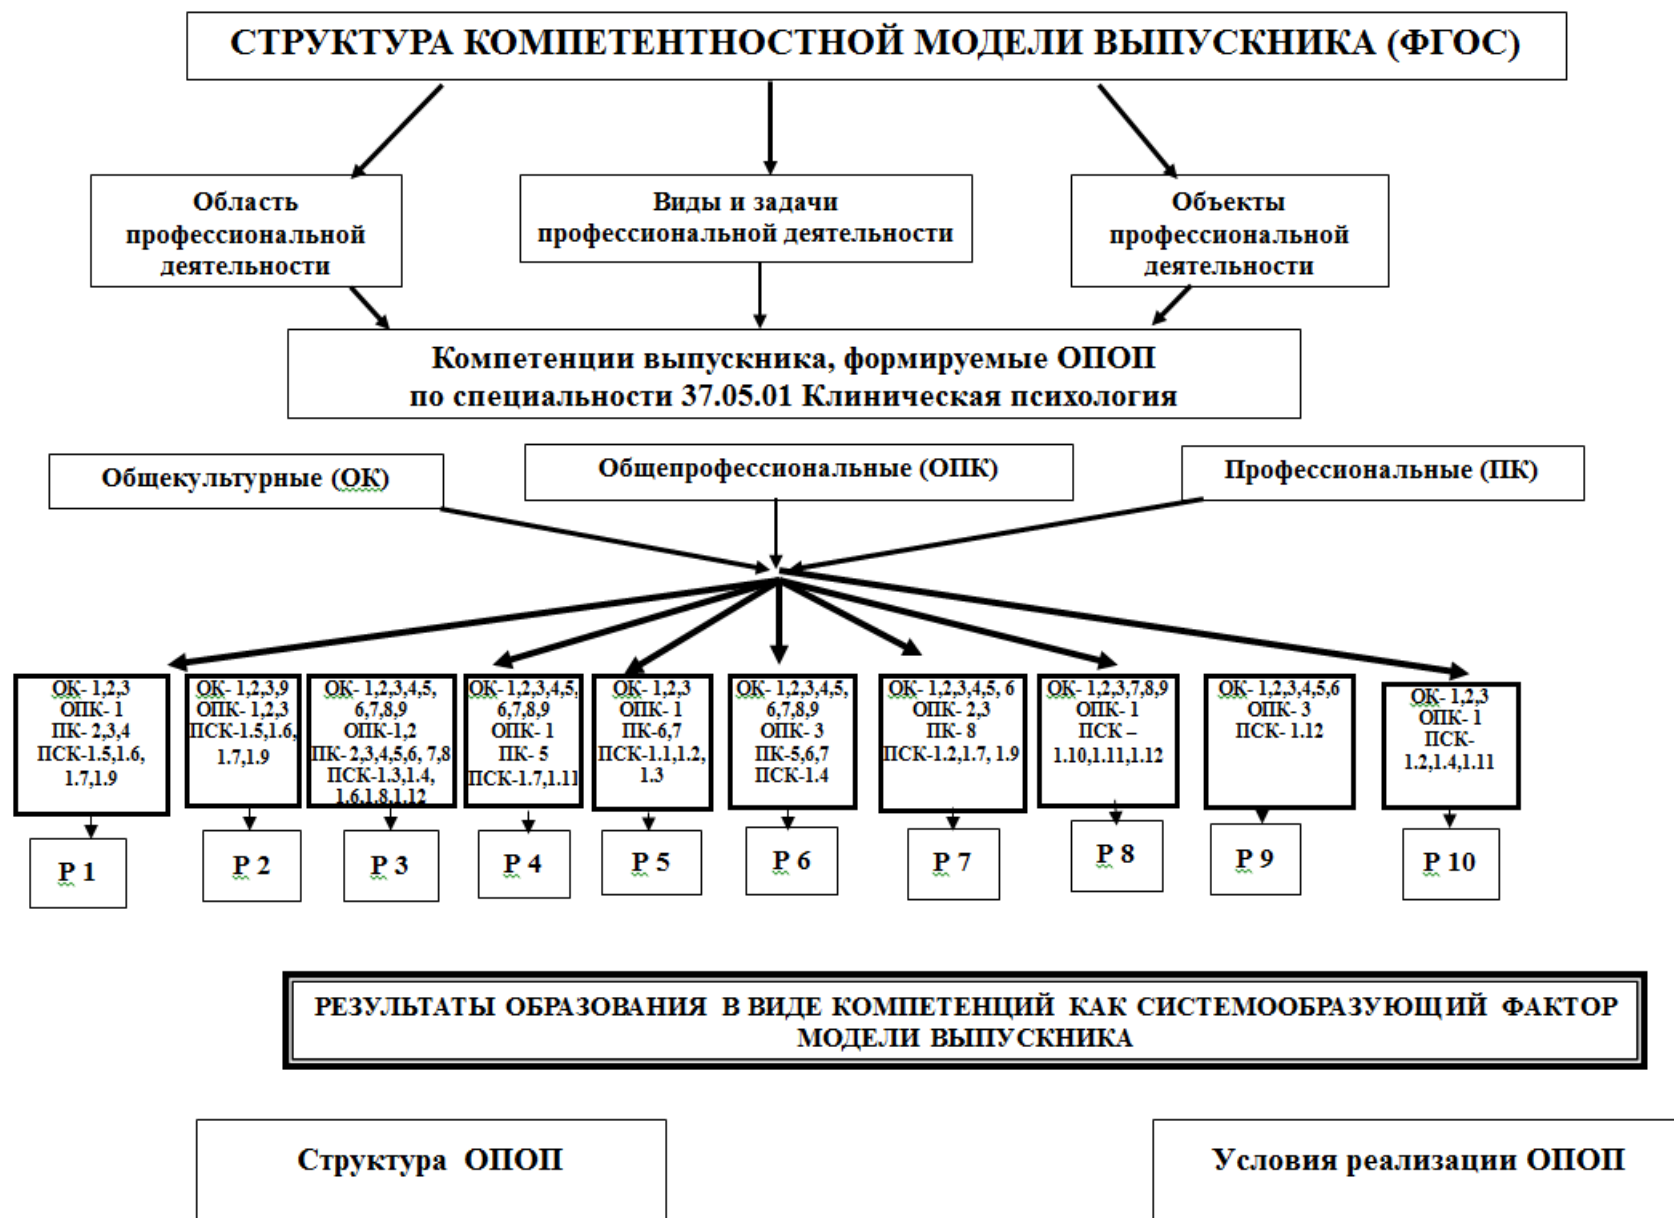 СТРУКТУРА КОМПЕТЕНТНОСТНОЙ МОДЕЛИ ВЫПУСКНИКА (ФГОС)
Область
профессиональной
деятельности
Виды и задачи
профессиональной деятельности
Объекты
профессиональной
деятельности
Компетенции выпускника, формируемые ОПОП
по специальности 37.05.01 Клиническая психология
Общекультурные (ОК)
Общепрофессиональные (ОПК)
Профессиональные (ПК)
ОК- 1,2,3
ОПК- 1
ПК- 2,3,4
ПСК-1.5,1.6,
1.7,1.9
ОК- 1,2,3,9
ОПК- 1,2,3
ПСК-1.5,1.6,
1.7,1.9
ОК- 1,2,3,4,5,
6,7,8,9
ОПК-1,2
ПК- 2,3,4,5,6, 7,8
ПСК-1.3,1.4,
1.6,1.8,1.12
ОК- 1,2,3,4,5,
6,7,8,9
ОПК- 1
ПК- 5
ПСК-1.7,1.11
ОК- 1,2,3
ОПК- 1
ПК-6,7
ПСК-1.1,1.2,
1.3
ОК- 1,2,3,4,5,
6,7,8,9
ОПК- 3
ПК-5,6,7
ПСК-1.4
ОК- 1,2,3,4,5, 6
ОПК- 2,3
ПК- 8
ПСК-1.2,1.7, 1.9
ОК- 1,2,3,7,8,9
ОПК- 1
ПСК –
1.10,1.11,1.12
ОК- 1,2,3,4,5,6
ОПК- 3
ПСК- 1.12
ОК- 1,2,3
ОПК- 1
ПСК-
1.2,1.4,1.11
Р 1
Р 2
Р 3
Р 4
Р 5
Р 6
Р 7
Р 8
Р 9
Р 10
РЕЗУЛЬТАТЫ ОБРАЗОВАНИЯ В ВИДЕ КОМПЕТЕНЦИЙ КАК СИСТЕМООБРАЗУЮЩИЙ ФАКТОР
МОДЕЛИ ВЫПУСКНИКА
Структура ОПОП
Условия реализации ОПОП